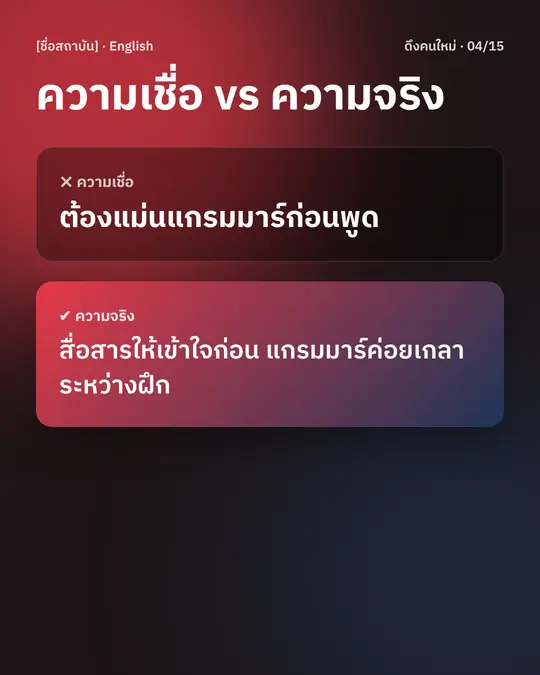 [ชื่อสถาบัน] · English
ดึงคนใหม่ · 04/15
ความเชื่อ vs ความจริง
✕ ความเชื่อ
ต้องแม่นแกรมมาร์ก่อนพูด
✔ ความจริง
สื่อสารให้เข้าใจก่อน แกรมมาร์ค่อยเกลา
ระหว่างฝึก